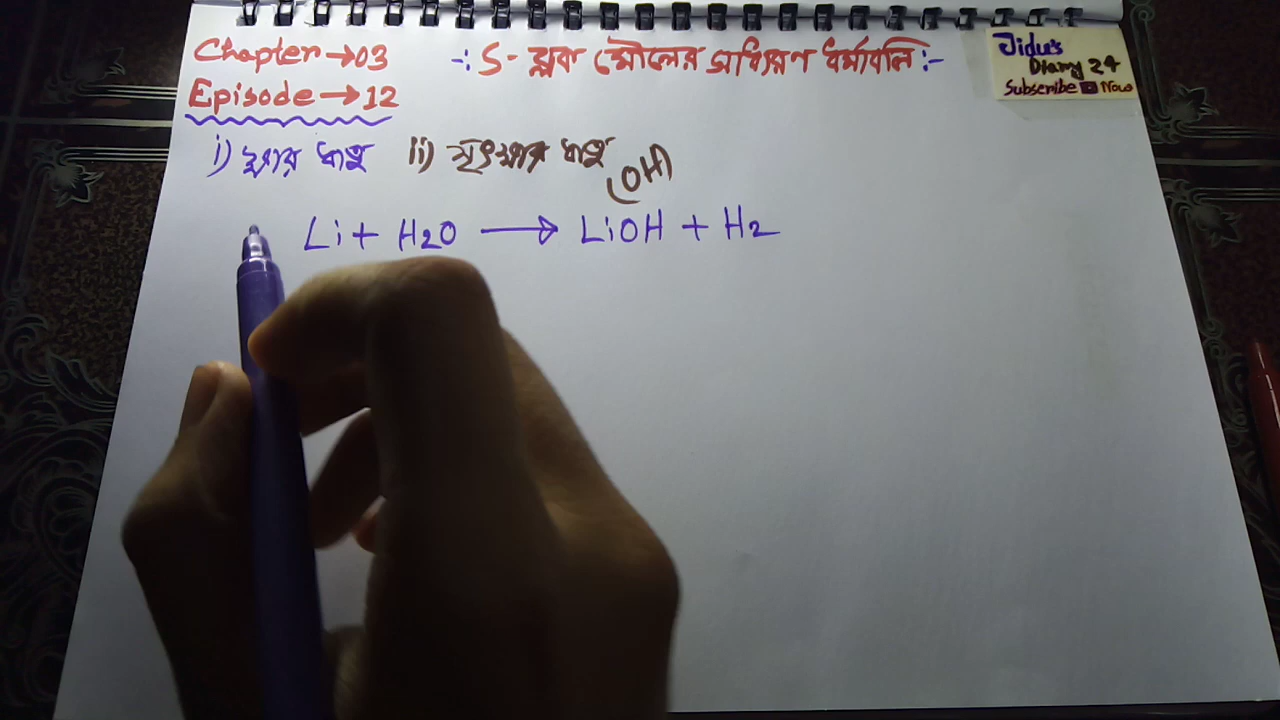 Chapter →03
-: S- ব্লক মৌলের সাধারণ ধর্মাবলি :-
Jidu's
Diary 24
Subscribe Now
Episode →12
i) ক্ষার ধাতু ii) মৃৎক্ষার ধাতু
(OH)
Li + H2O → LiOH + H2